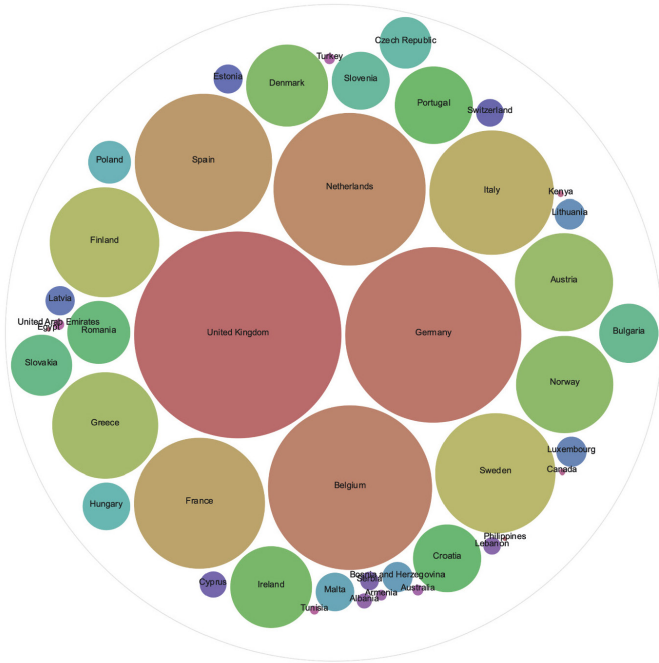 Czech Republic
Turkey
Estonia
Denmark
Slovenia
Portugal
Switzerland
Poland
Spain
Netherlands
Italy
Kenya
Lithuania
Finland
Austria
Latvia
United Arab Emirates
Egypt
Romania
United Kingdom
Germany
Bulgaria
Slovakia
Norway
Greece
Luxembourg
Sweden
Canada
Belgium
France
Hungary
Philippines
Lebanon
Croatia
Bosnia and Herzegovina
Serbia
Cyprus
Ireland
Malta
Australia
Armenia
Albania
Tunisia